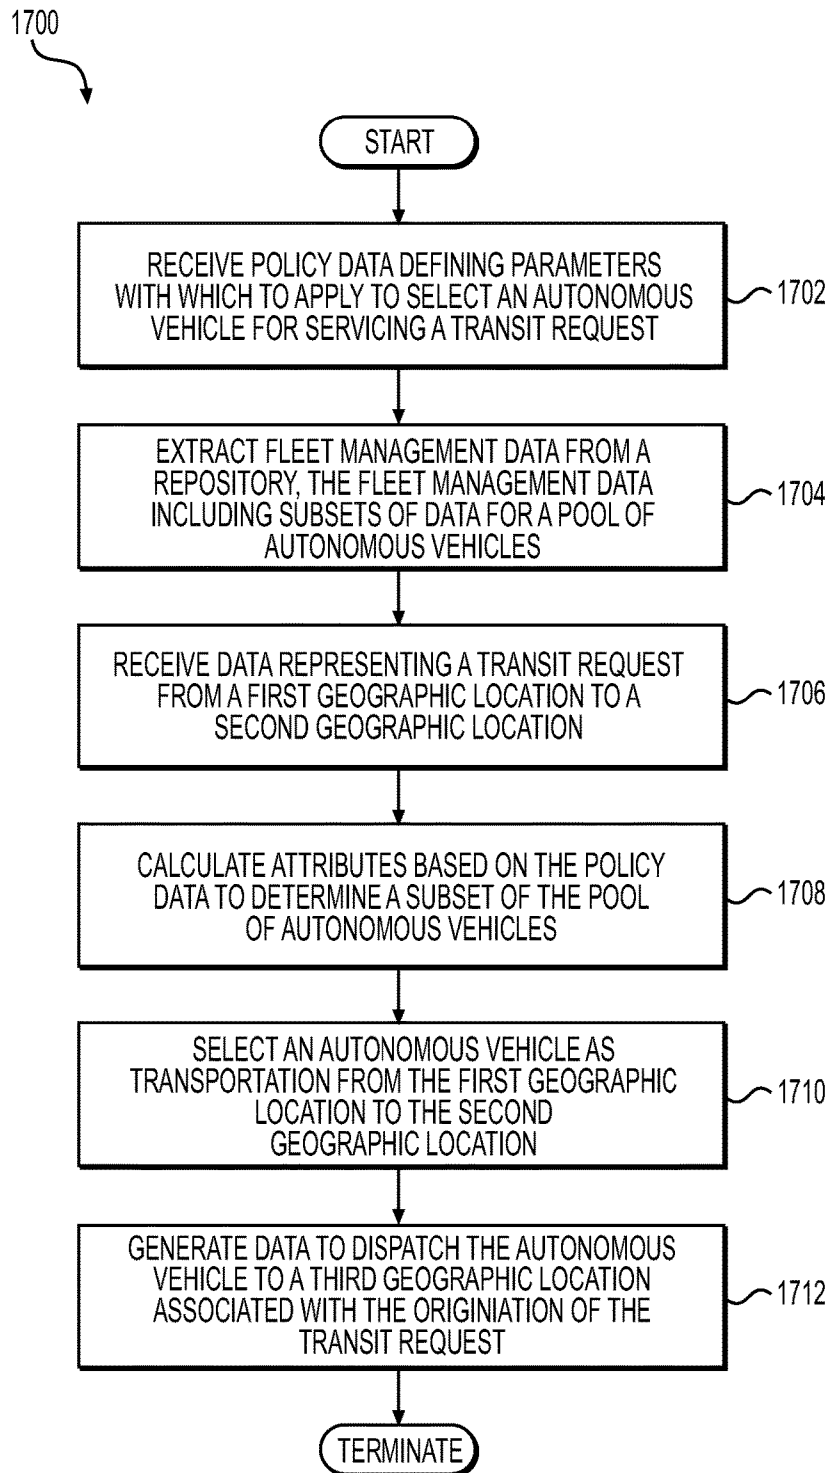 1700
START
RECEIVE POLICY DATA DEFINING PARAMETERS
WITH WHICH TO APPLY TO SELECT AN AUTONOMOUS
VEHICLE FOR SERVICING A TRANSIT REQUEST
1702
EXTRACT FLEET MANAGEMENT DATA FROM A
REPOSITORY, THE FLEET MANAGEMENT DATA
INCLUDING SUBSETS OF DATA FOR A POOL OF
AUTONOMOUS VEHICLES
1704
RECEIVE DATA REPRESENTING A TRANSIT REQUEST
FROM A FIRST GEOGRAPHIC LOCATION TO A
SECOND GEOGRAPHIC LOCATION
1706
CALCULATE ATTRIBUTES BASED ON THE POLICY
DATA TO DETERMINE A SUBSET OF THE POOL
OF AUTONOMOUS VEHICLES
1708
SELECT AN AUTONOMOUS VEHICLE AS
TRANSPORTATION FROM THE FIRST GEOGRAPHIC
LOCATION TO THE SECOND
GEOGRAPHIC LOCATION
1710
GENERATE DATA TO DISPATCH THE AUTONOMOUS
VEHICLE TO A THIRD GEOGRAPHIC LOCATION
ASSOCIATED WITH THE ORIGINIATION OF THE
TRANSIT REQUEST
1712
TERMINATE